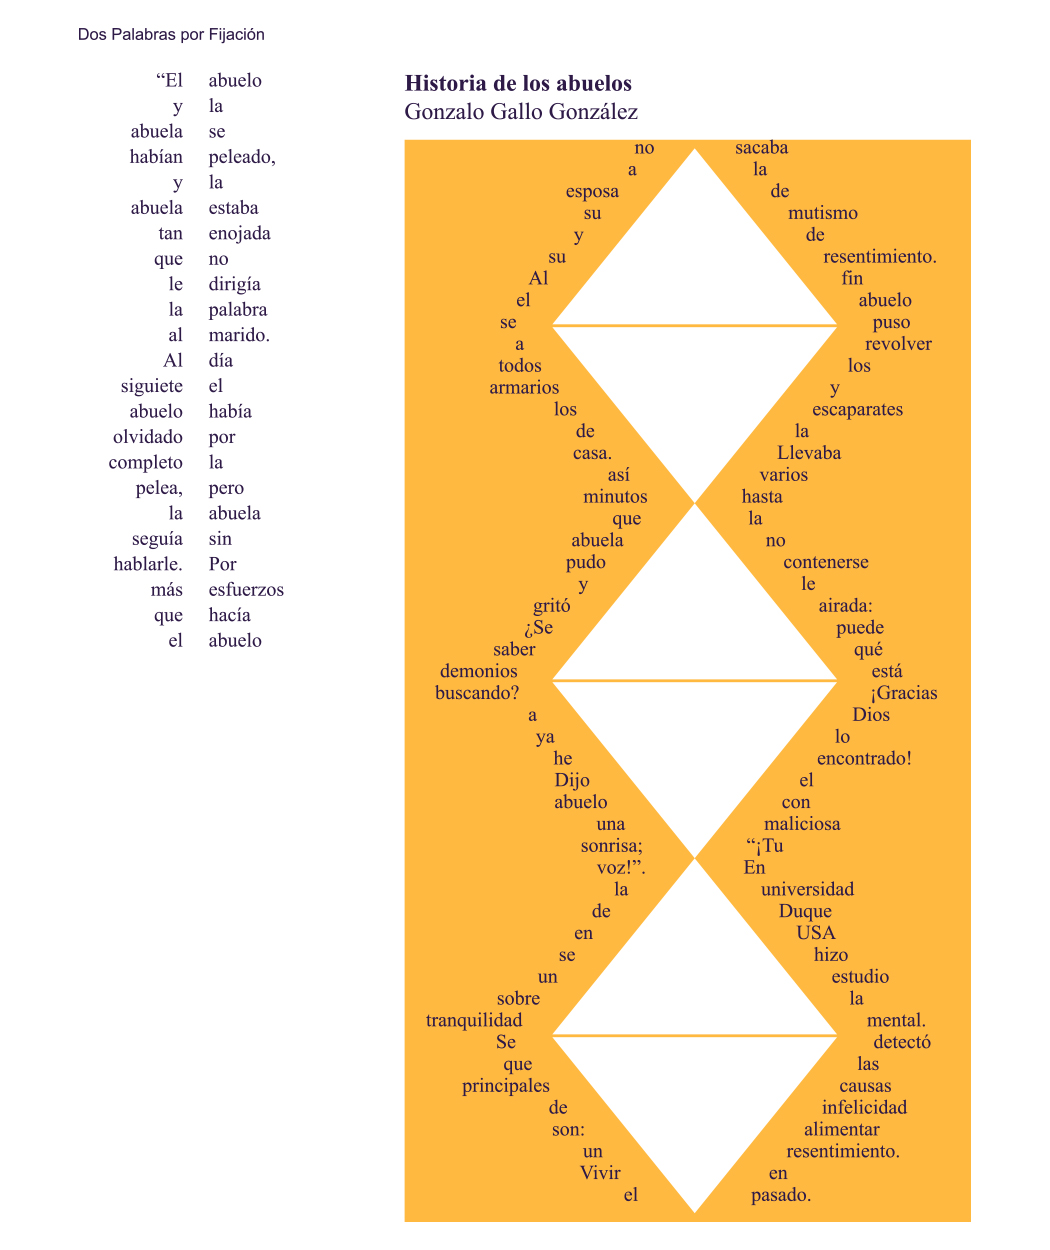 Dos Palabras por Fijación
“El abuelo
y la
abuela se
habían peleado,
y la
abuela estaba
tan enojada
que no
le dirigía
la palabra
al marido.
Al día
siguiete el
abuelo había
olvidado por
completo la
pelea, pero
la abuela
seguía sin
hablarle. Por
más esfuerzos
que hacía
el abuelo
Historia de los abuelos
Gonzalo Gallo González
no sacaba
a la
esposa de
su mutismo
y de
su resentimiento.
Al fin
el abuelo
se puso
a revolver
todos los
armarios y
los escaparates
de la
casa. Llevaba
así varios
minutos hasta
que la
abuela no
pudo contenerse
y le
gritó airada:
¿Se puede
saber qué
demonios está
buscando? ¡Gracias
a Dios
ya lo
he encontrado!
Dijo el
abuelo con
una maliciosa
sonrisa; “¡Tu
voz!”. En
la universidad
de Duque
en USA
se hizo
un estudio
sobre la
tranquilidad mental.
Se detectó
que las
principales causas
de infelicidad
son: alimentar
un resentimiento.
Vivir en
el pasado.